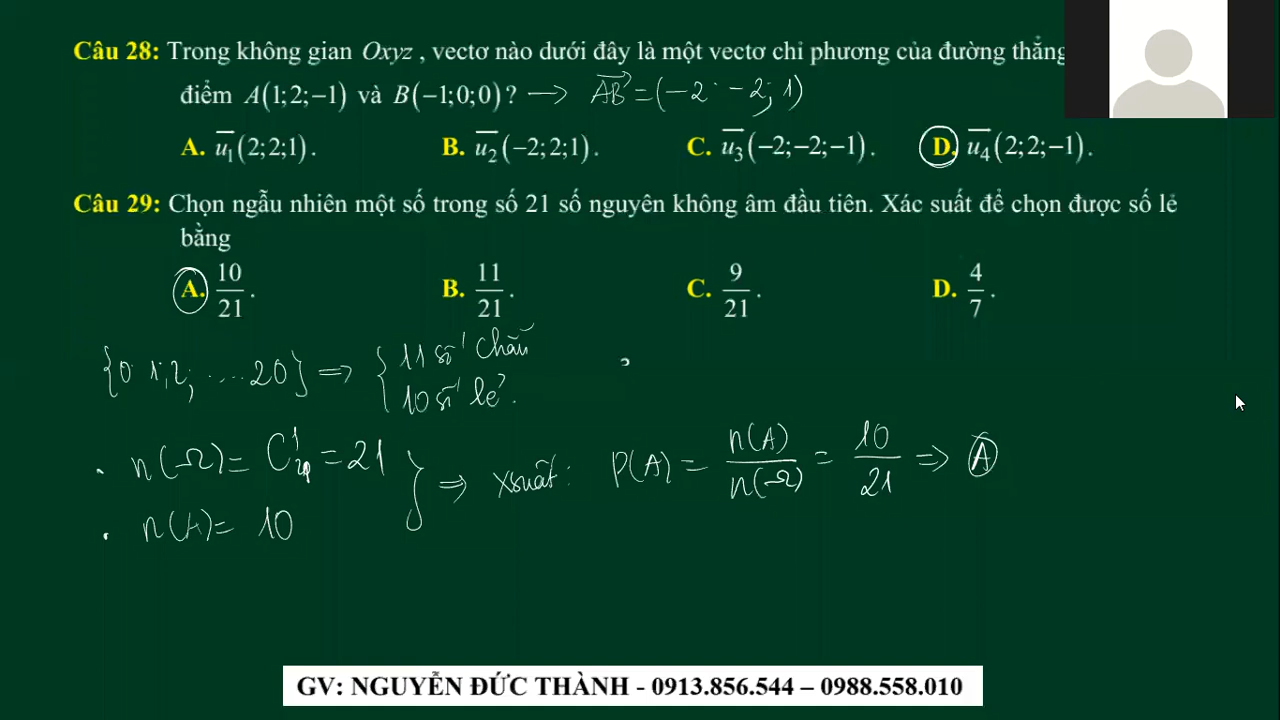 Câu 28: Trong không gian Oxyz , vectơ nào dưới đây là một vectơ chỉ phương của đường thẳng
điểm A(1;2;−1) và B(−1;0;0)? → AB=(−2; −2; 1)
A. u₁(2;2;1). B. u₂(−2;2;1). C. u₃(−2;−2;−1). D. u₄(2;2;−1).
Câu 29: Chọn ngẫu nhiên một số trong số 21 số nguyên không âm đầu tiên. Xác suất để chọn được số lẻ
bằng
A. 10/21. B. 11/21. C. 9/21. D. 4/7.
{0 1;2; ....20} ⇒ { 11 số chẵn
10 số lẻ.
. n(Ω)= C¹₂₁ =21
. n(A)= 10
} ⇒ Xsuất: P(A) = n(A)/n(Ω) = 10/21 ⇒ A
GV: NGUYỄN ĐỨC THÀNH - 0913.856.544 – 0988.558.010